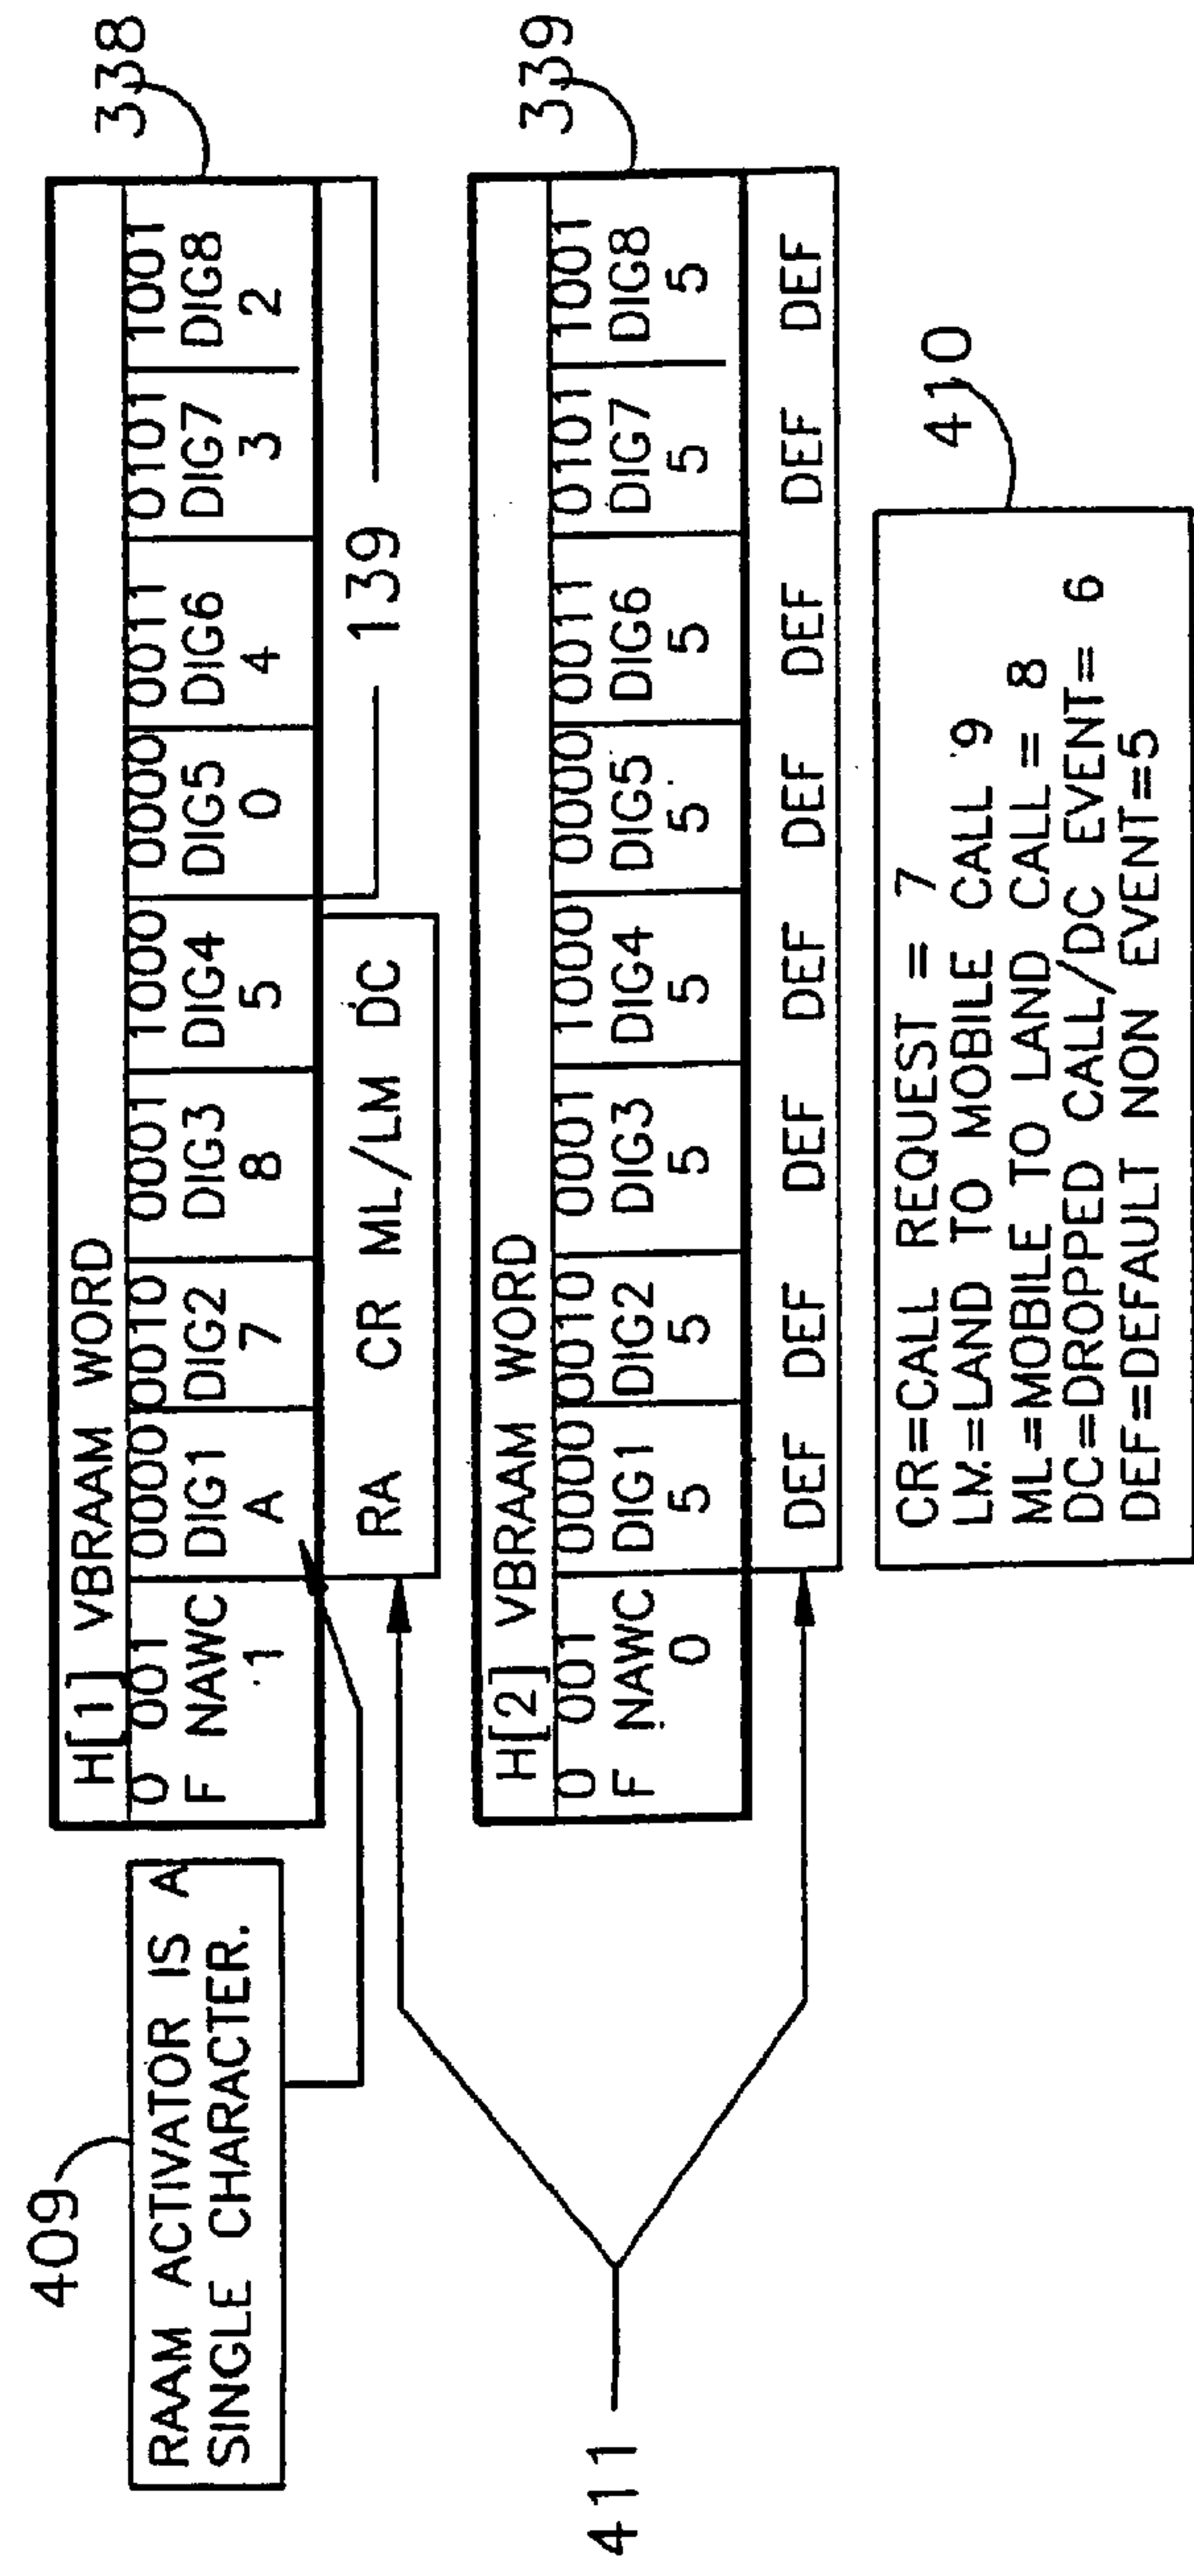 409
RAAM ACTIVATOR IS A
SINGLE CHARACTER.
338
H[1] VBRAAM WORD
0 001 0000 0010 0001 1000 0000 0011 0101 1001
F NAWC DIG1 DIG2 DIG3 DIG4 DIG5 DIG6 DIG7 DIG8
1 A 7 8 5 0 4 3 2
RA CR ML/LM DC
139
339
H[2] VBRAAM WORD
0 001 0000 0010 0001 1000 0000 0011 0101 1001
F NAWC DIG1 DIG2 DIG3 DIG4 DIG5 DIG6 DIG7 DIG8
0 5 5 5 5 5 5 5 5
DEF DEF DEF DEF DEF DEF DEF DEF
411
410
CR=CALL REQUEST = 7
LM=LAND TO MOBILE CALL 9
ML=MOBILE TO LAND CALL = 8
DC=DROPPED CALL/DC EVENT= 6
DEF=DEFAULT NON EVENT=5